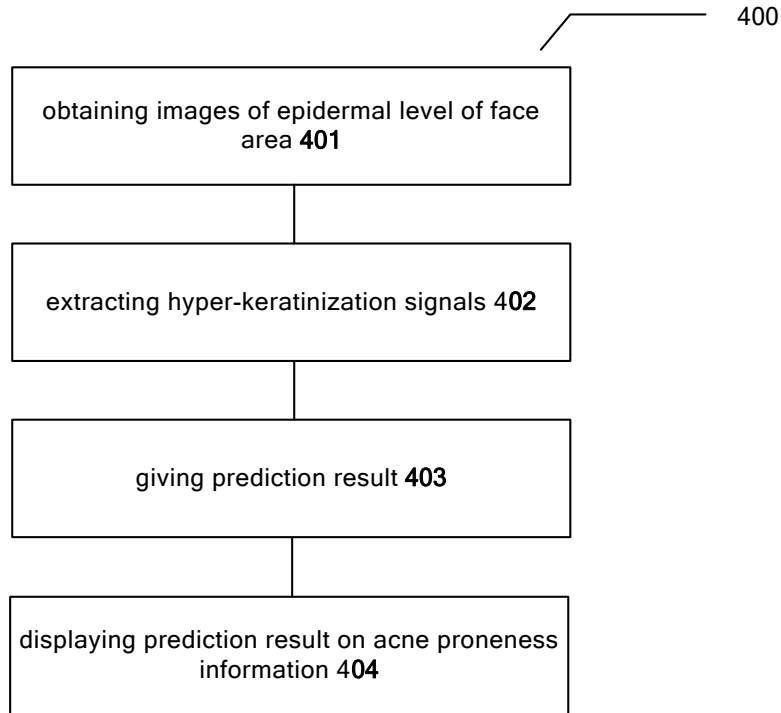 400
obtaining images of epidermal level of face
area 401
extracting hyper-keratinization signals 402
giving prediction result 403
displaying prediction result on acne proneness
information 404